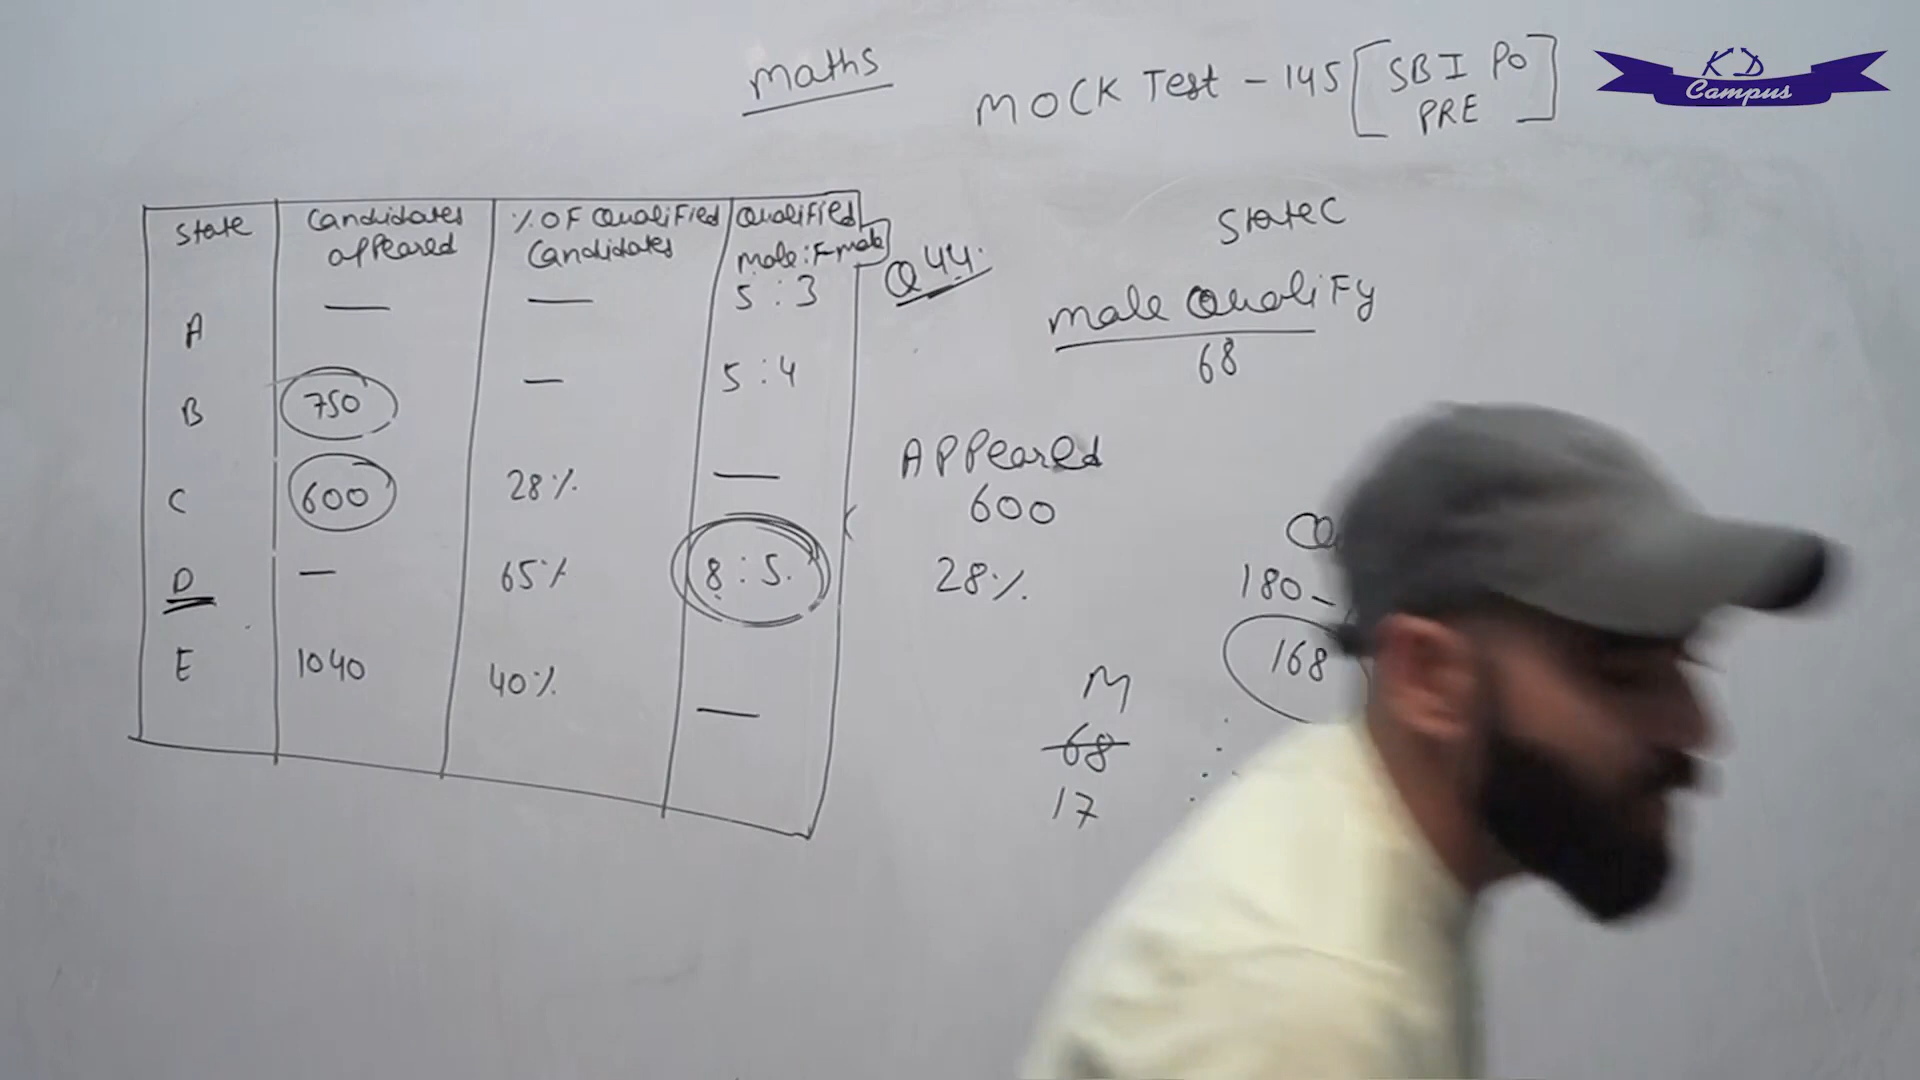 maths
MOCK Test - 145 [SBI PO PRE]
KD Campus
State | Candidates appeared | % OF Qualified Candidates | Qualified male : Fmale
A — — 5 : 3
B 750 — 5 : 4
C 600 28% —
D — 65% 8 : 5.
E 1040 40% —
Q 44.
State C
male Qualify
68
APPeared
600
28%
180 -
168
M
68
17